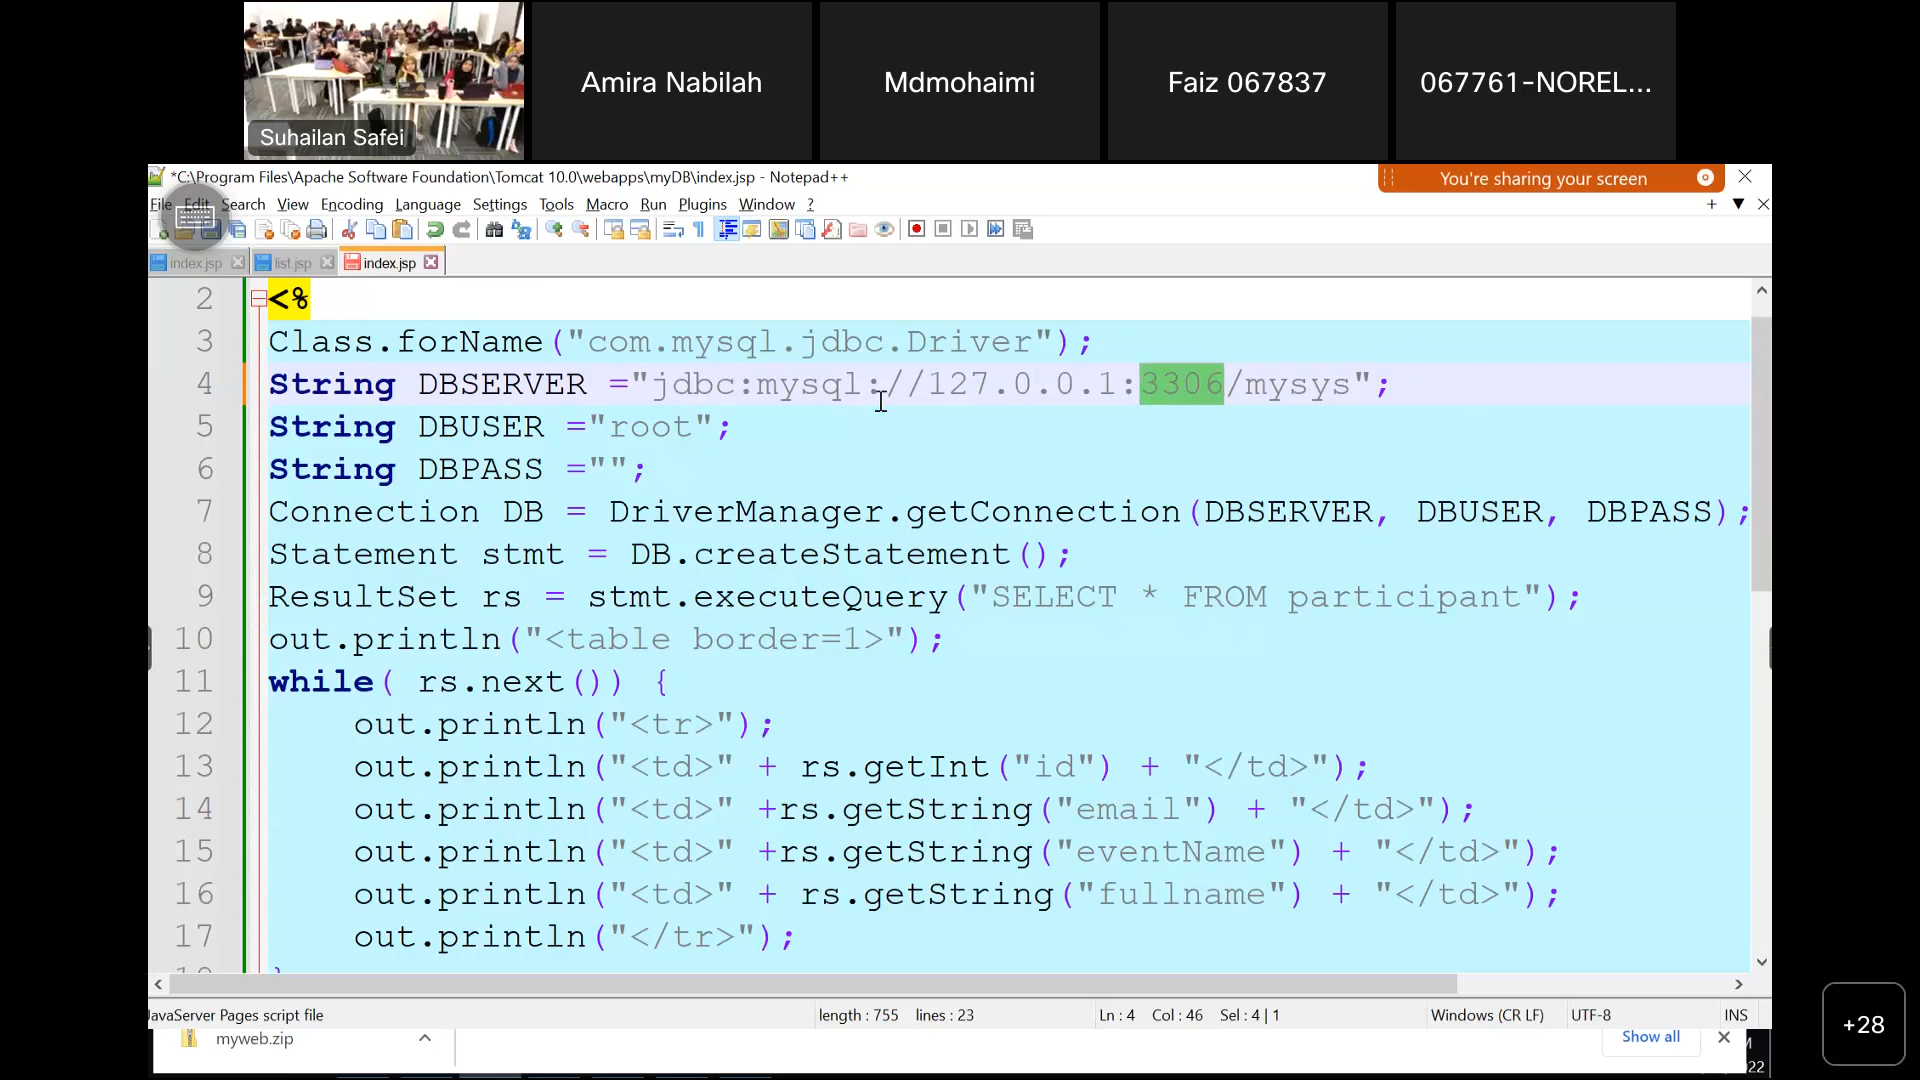 Suhailan Safei
Amira Nabilah
Mdmohaimi
Faiz 067837
067761-NOREL...
*C:\Program Files\Apache Software Foundation\Tomcat 10.0\webapps\myDB\index.jsp - Notepad++
You're sharing your screen
File Edit Search View Encoding Language Settings Tools Macro Run Plugins Window ?
index.jsp list.jsp index.jsp
2 <%
3 Class.forName("com.mysql.jdbc.Driver");
4 String DBSERVER ="jdbc:mysql://127.0.0.1:3306/mysys";
5 String DBUSER ="root";
6 String DBPASS ="";
7 Connection DB = DriverManager.getConnection(DBSERVER, DBUSER, DBPASS);
8 Statement stmt = DB.createStatement();
9 ResultSet rs = stmt.executeQuery("SELECT * FROM participant");
10 out.println("<table border=1>");
11 while( rs.next()) {
12 out.println("<tr>");
13 out.println("<td>" + rs.getInt("id") + "</td>");
14 out.println("<td>" +rs.getString("email") + "</td>");
15 out.println("<td>" +rs.getString("eventName") + "</td>");
16 out.println("<td>" + rs.getString("fullname") + "</td>");
17 out.println("</tr>");
JavaServer Pages script file length : 755 lines : 23 Ln : 4 Col : 46 Sel : 4 | 1 Windows (CR LF) UTF-8 INS
myweb.zip
Show all
+28